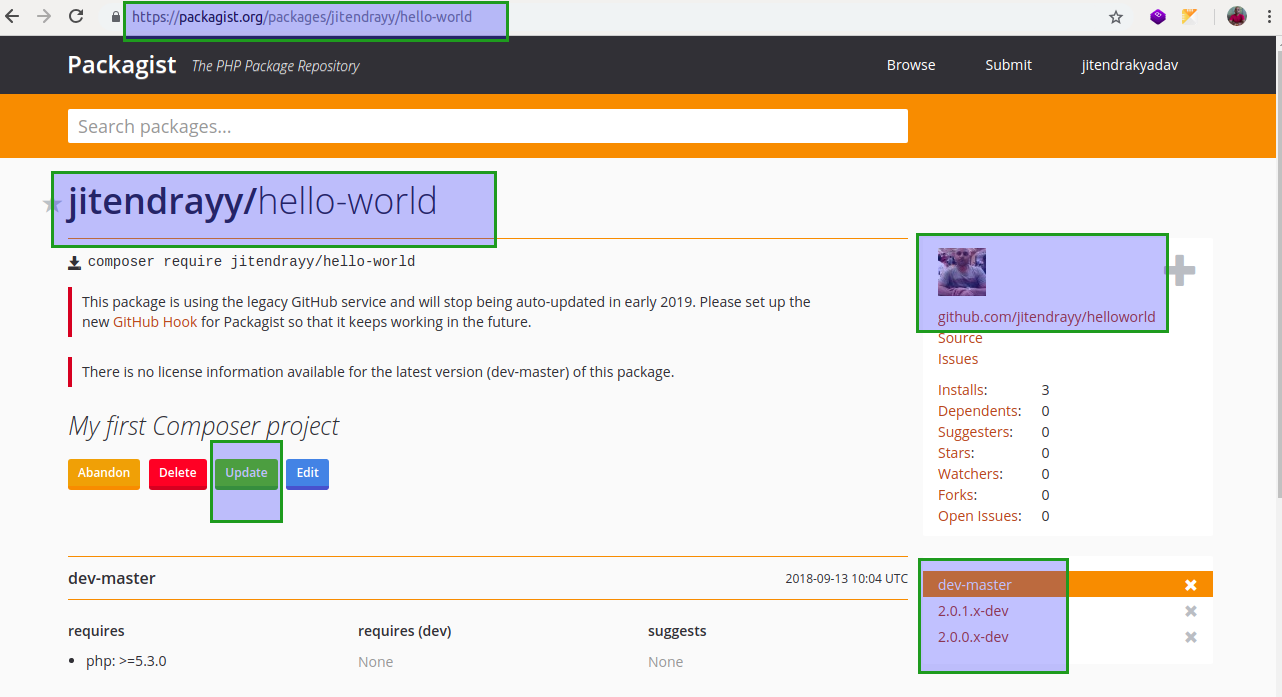 https://packagist.org/packages/jitendrayy/hello-world
Packagist The PHP Package Repository
Browse Submit jitendrakyadav
Search packages...
jitendrayy/hello-world
composer require jitendrayy/hello-world
This package is using the legacy GitHub service and will stop being auto-updated in early 2019. Please set up the
new GitHub Hook for Packagist so that it keeps working in the future.
There is no license information available for the latest version (dev-master) of this package.
My first Composer project
Abandon Delete Update Edit
github.com/jitendrayy/helloworld
Source
Issues
Installs: 3
Dependents: 0
Suggesters: 0
Stars: 0
Watchers: 0
Forks: 0
Open Issues: 0
dev-master 2018-09-13 10:04 UTC
requires requires (dev) suggests
php: >=5.3.0 None None
dev-master
2.0.1.x-dev
2.0.0.x-dev